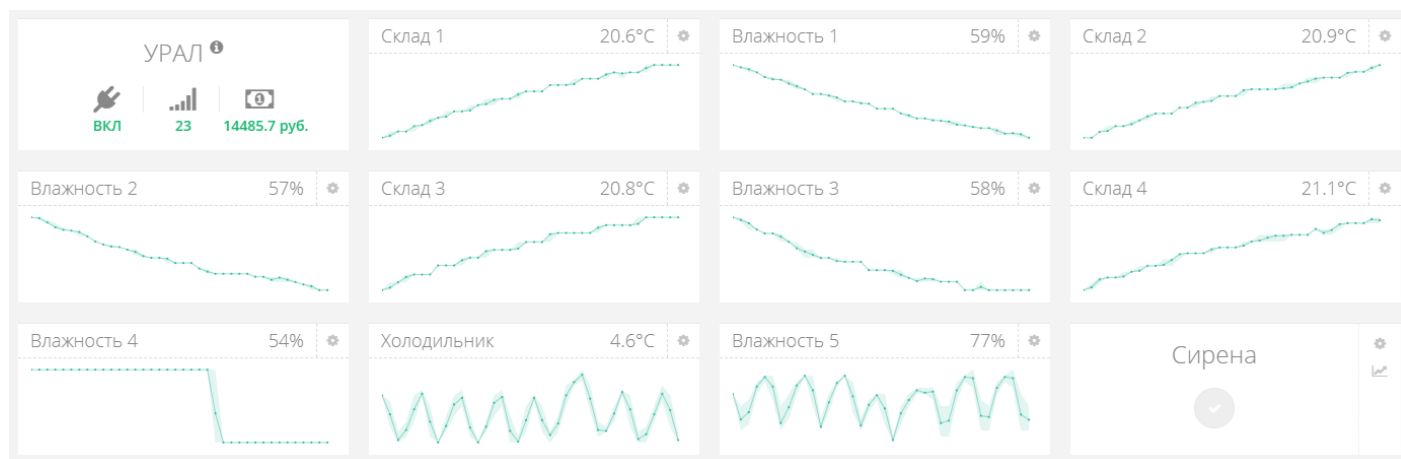 УРАЛ
ВКЛ 23 14485.7 руб.
Склад 1 20.6°C
Влажность 1 59%
Склад 2 20.9°C
Влажность 2 57%
Склад 3 20.8°C
Влажность 3 58%
Склад 4 21.1°C
Влажность 4 54%
Холодильник 4.6°C
Влажность 5 77%
Сирена